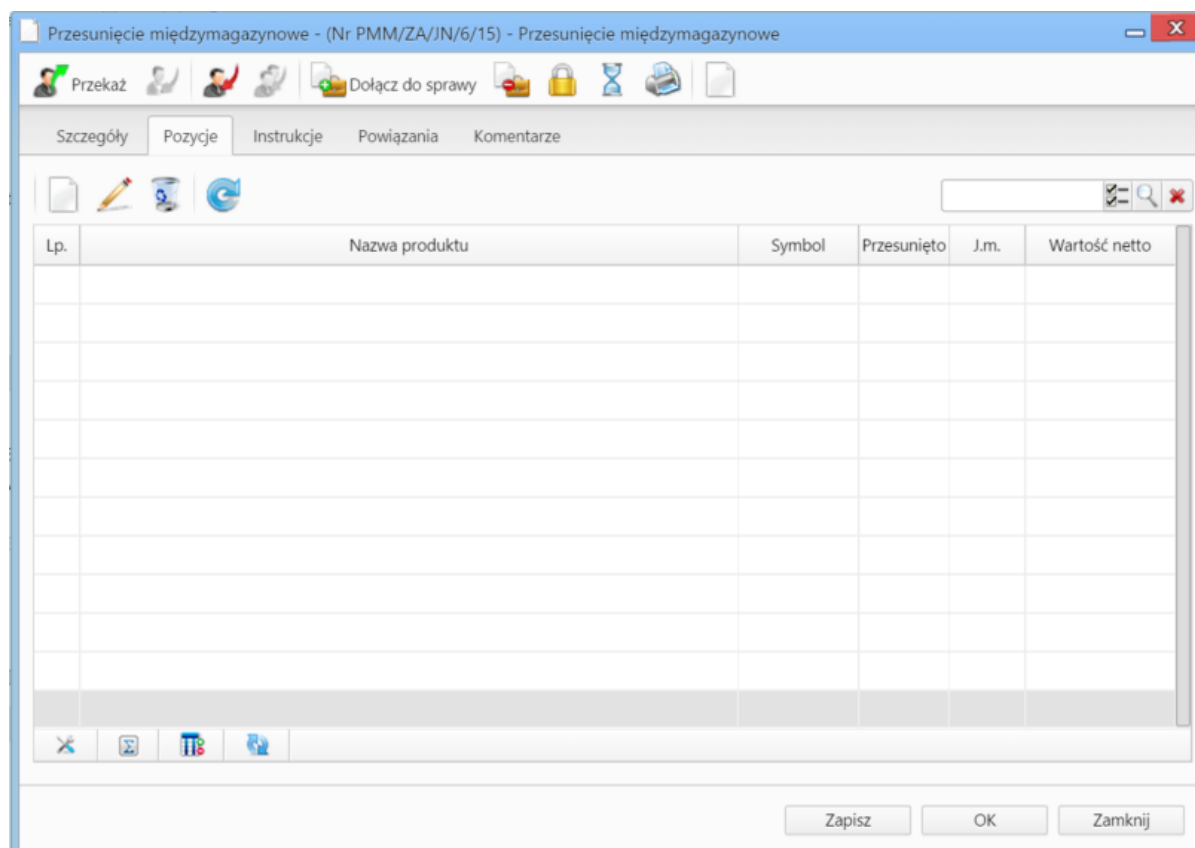 Przesunięcie międzymagazynowe - (Nr PMM/ZA/JN/6/15) - Przesunięcie międzymagazynowe
Przekaż Dołącz do sprawy
Szczegóły Pozycje Instrukcje Powiązania Komentarze
Lp. Nazwa produktu Symbol Przesunięto J.m. Wartość netto
Zapisz OK Zamknij